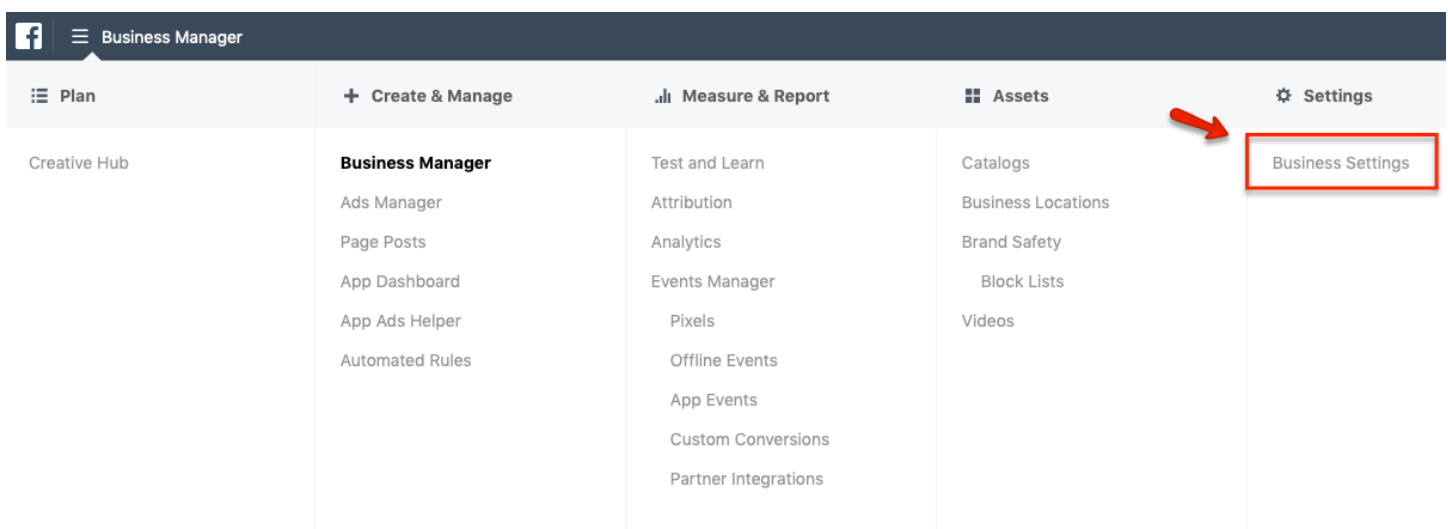 Business Manager
Plan
Create & Manage
Measure & Report
Assets
Settings
Creative Hub
Business Manager
Ads Manager
Page Posts
App Dashboard
App Ads Helper
Automated Rules
Test and Learn
Attribution
Analytics
Events Manager
Pixels
Offline Events
App Events
Custom Conversions
Partner Integrations
Catalogs
Business Locations
Brand Safety
Block Lists
Videos
Business Settings